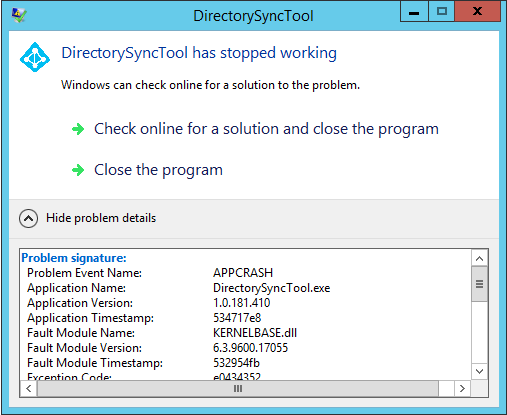 DirectorySyncTool
X
DirectorySyncTool has stopped working
Windows can check online for a solution to the problem.
Check online for a solution and close the program
Close the program
Hide problem details
Problem signature:
Problem Event Name: APPCRASH
Application Name: DirectorySyncTool.exe
Application Version: 1.0.181.410
Application Timestamp: 534717e8
Fault Module Name: KERNELBASE.dll
Fault Module Version: 6.3.9600.17055
Fault Module Timestamp: 532954fb
Exception Code: e0434352